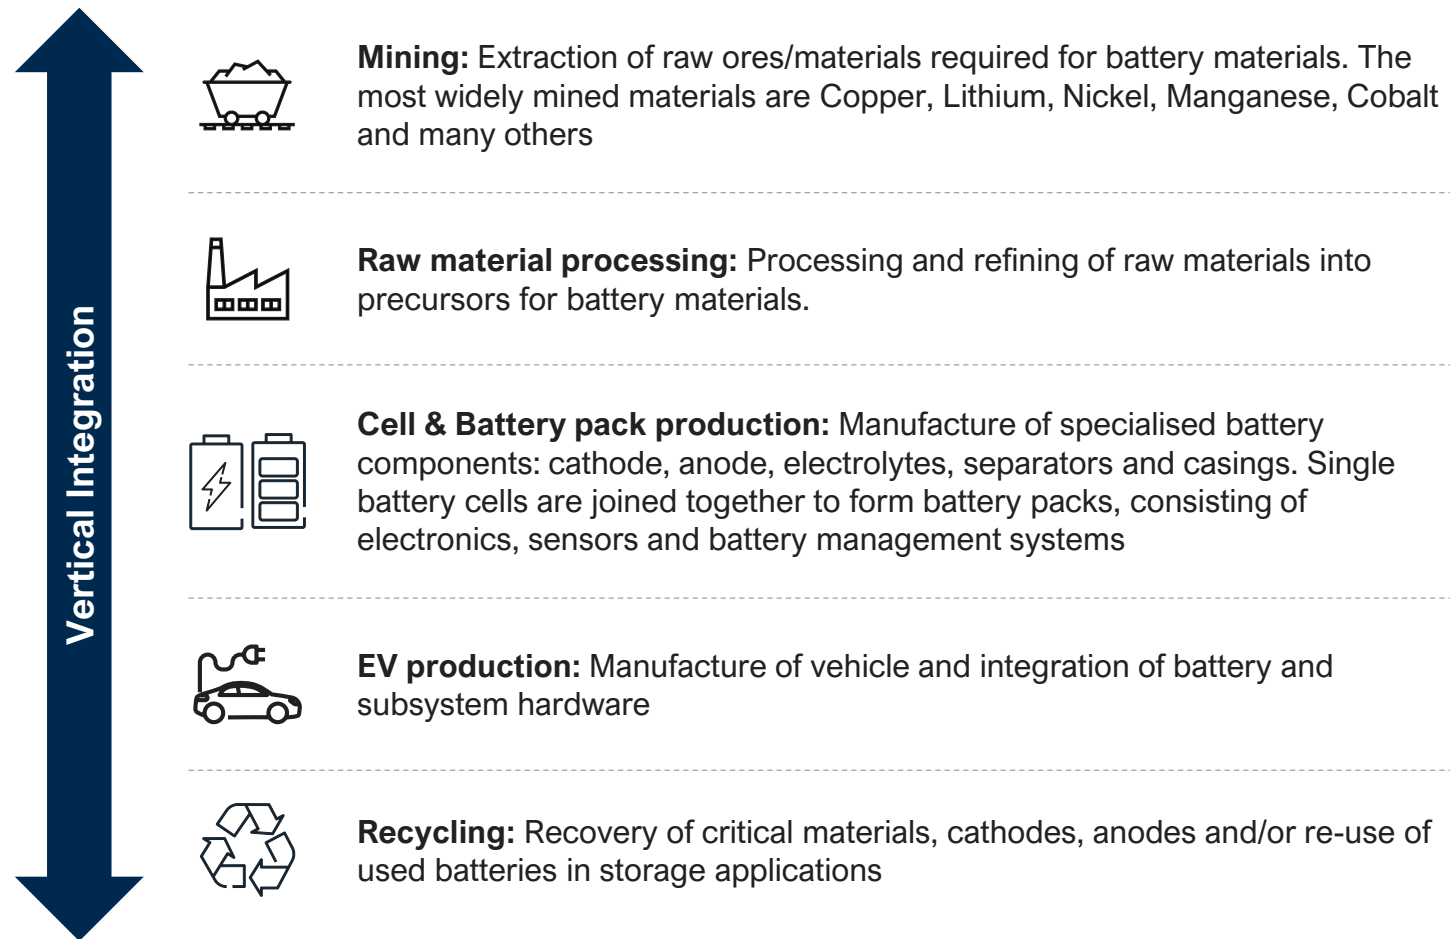 Vertical Integration
Mining: Extraction of raw ores/materials required for battery materials. The
most widely mined materials are Copper, Lithium, Nickel, Manganese, Cobalt
and many others
Raw material processing: Processing and refining of raw materials into
precursors for battery materials.
Cell & Battery pack production: Manufacture of specialised battery
components: cathode, anode, electrolytes, separators and casings. Single
battery cells are joined together to form battery packs, consisting of
electronics, sensors and battery management systems
EV production: Manufacture of vehicle and integration of battery and
subsystem hardware
Recycling: Recovery of critical materials, cathodes, anodes and/or re-use of
used batteries in storage applications